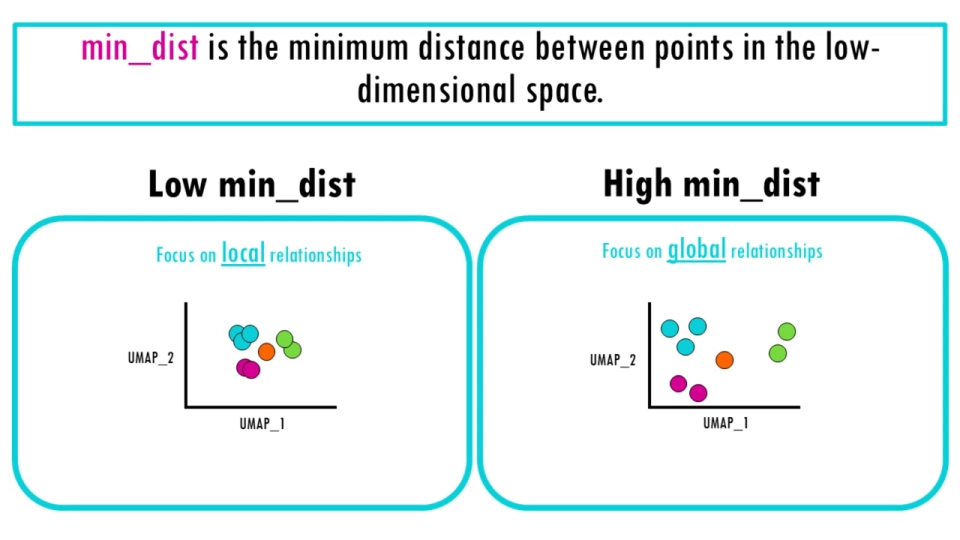 min_dist is the minimum distance between points in the low-
dimensional space.
Low min_dist
High min_dist
Focus on local relationships
Focus on global relationships
UMAP_2
UMAP_1
UMAP_2
UMAP_1